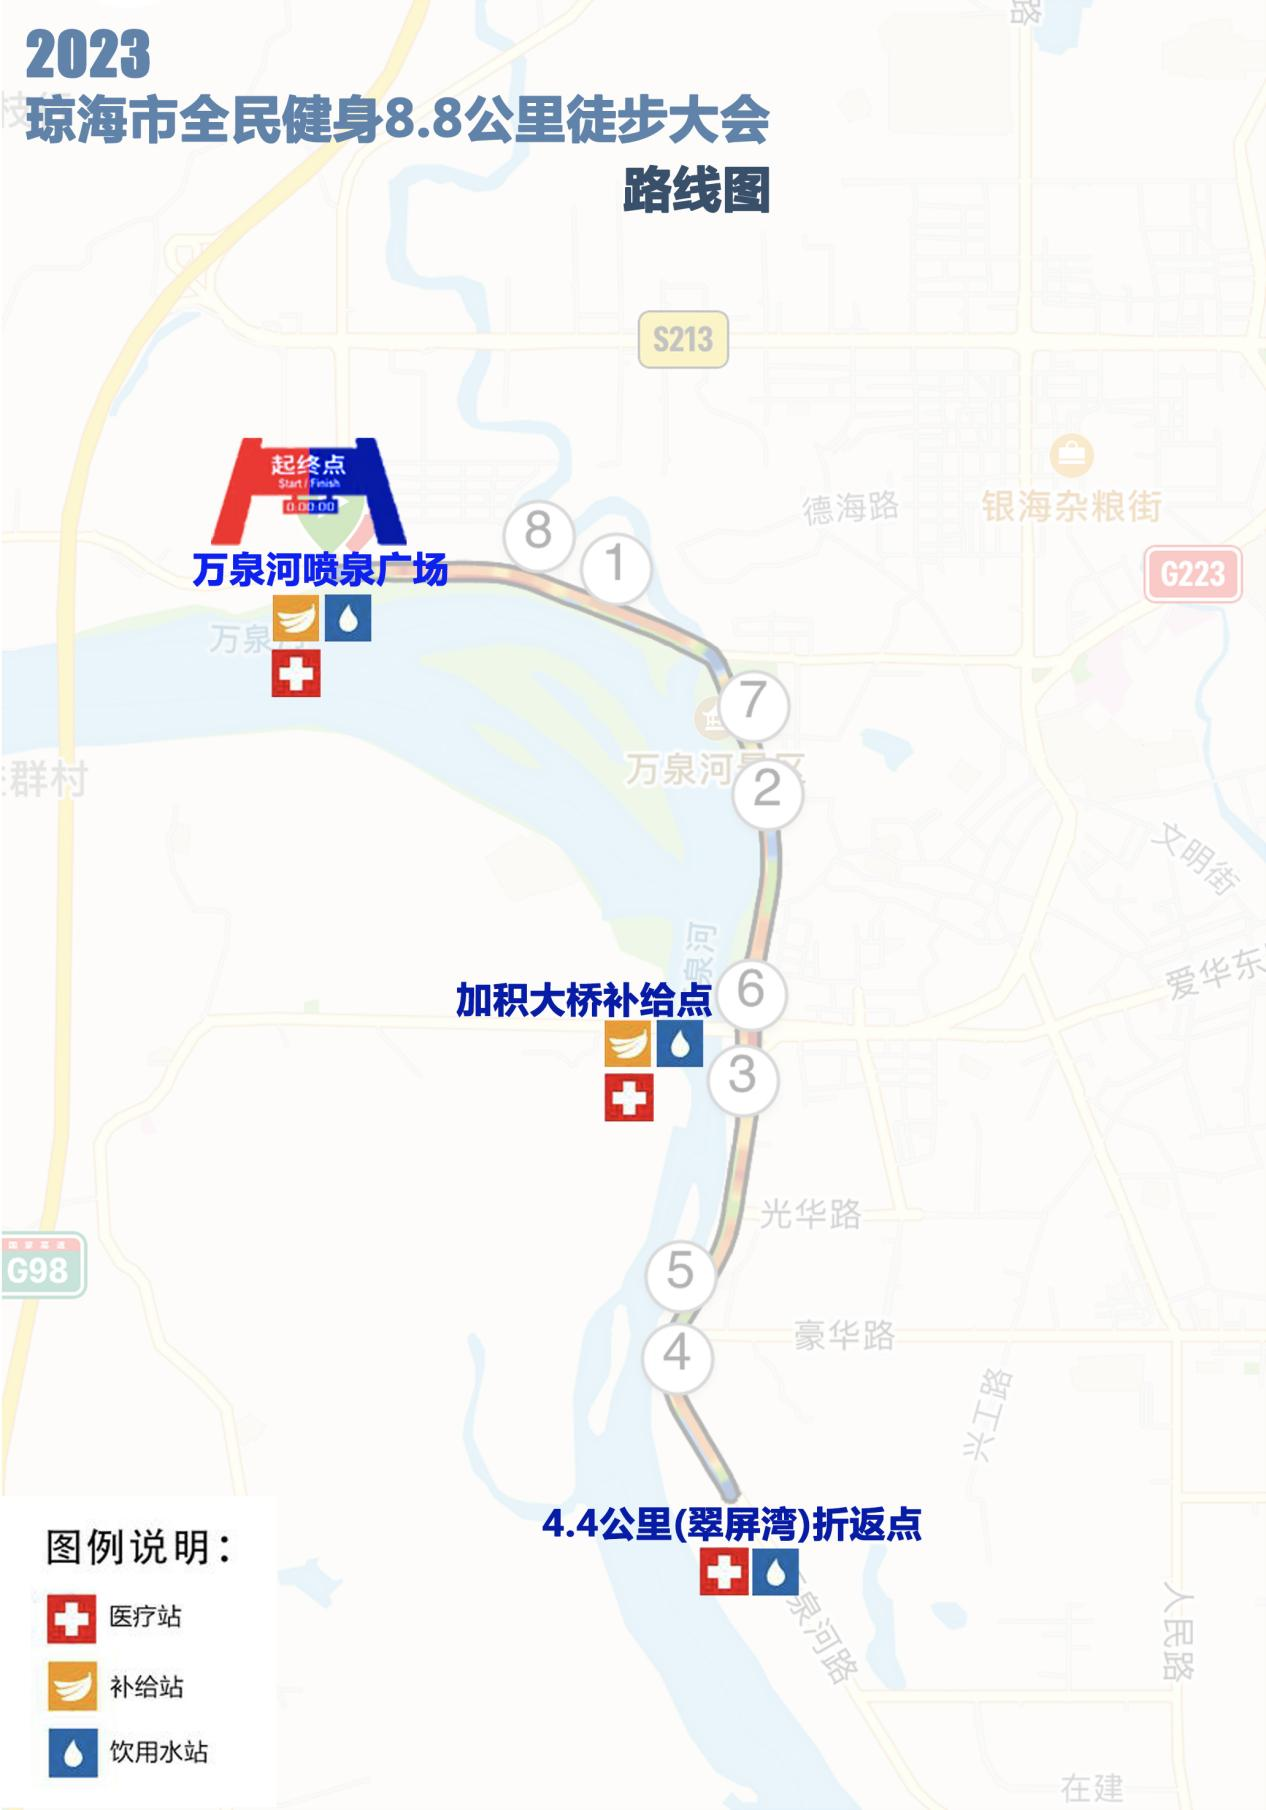 2023
琼海市全民健身8.8公里徒步大会
路线图
路
S213
起终点
Start / Finish
0:00:00
德海路
银海杂粮街
8
1
G223
万泉河喷泉广场
万泉河
7
万泉河景区
群村
2
文明街
泉河
爱华东
加积大桥补给点
6
3
光华路
G98
5
豪华路
4
兴工路
4.4公里(翠屏湾)折返点
泉河路
人民路
图例说明：
医疗站
补给站
饮用水站
在建